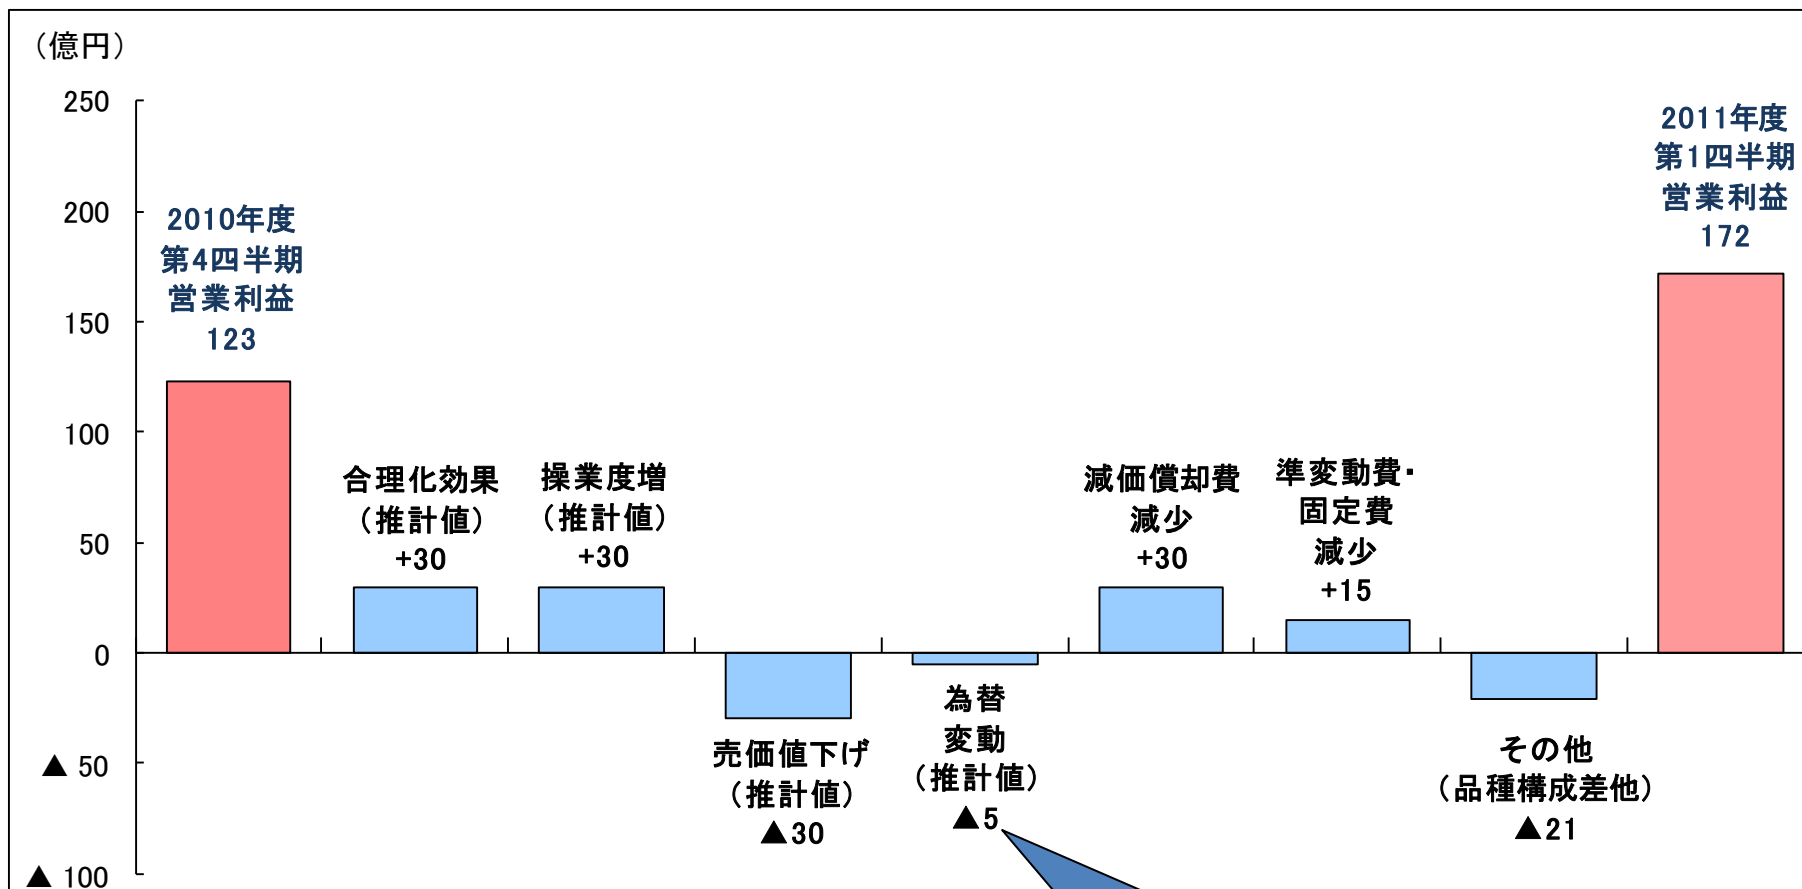 （億円）
250
200
150
100
50
0
▲ 50
▲ 100
2010年度
第4四半期
営業利益
123
合理化効果
（推計値）
+30
操業度増
（推計値）
+30
売価値下げ
（推計値）
▲30
為替
変動
（推計値）
▲5
減価償却費
減少
+30
準変動費・
固定費
減少
+15
その他
（品種構成差他）
▲21
2011年度
第1四半期
営業利益
172